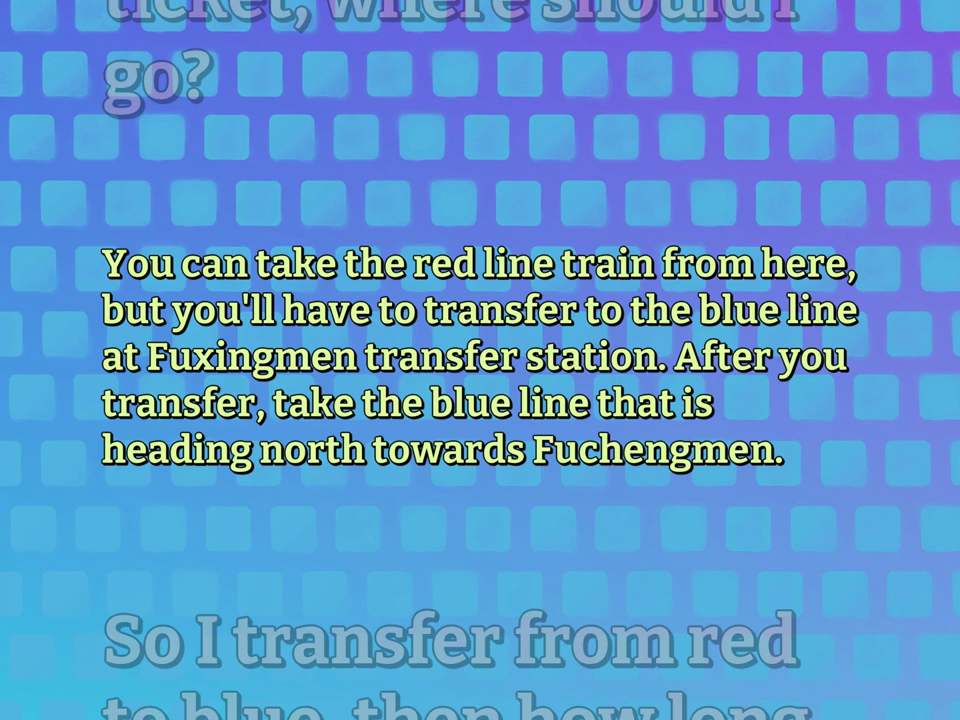 ticket, where should I
go?
You can take the red line train from here,
but you'll have to transfer to the blue line
at Fuxingmen transfer station. After you
transfer, take the blue line that is
heading north towards Fuchengmen.
So I transfer from red
to blue, then how long